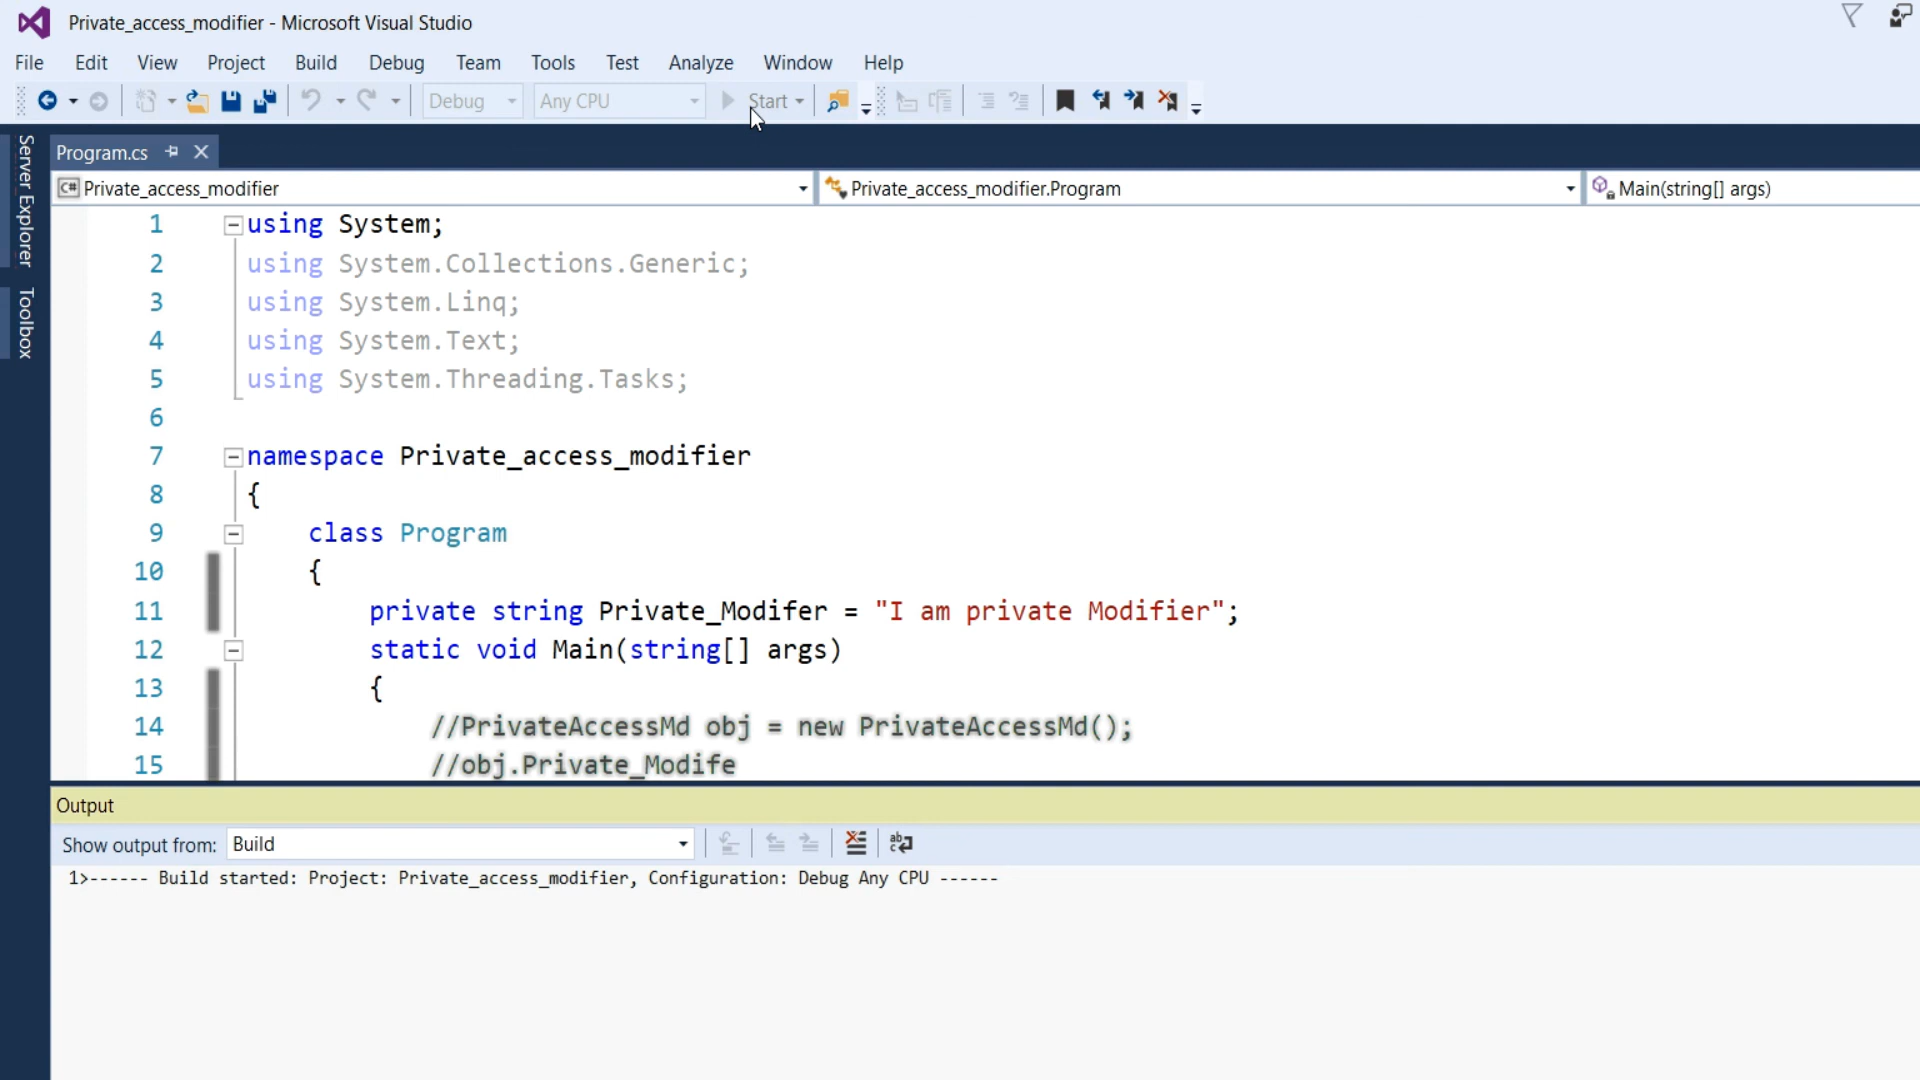 Private_access_modifier - Microsoft Visual Studio
File Edit View Project Build Debug Team Tools Test Analyze Window Help
Debug Any CPU Start
Server Explorer
Toolbox
Program.cs
C# Private_access_modifier Private_access_modifier.Program Main(string[] args)
1 using System;
2 using System.Collections.Generic;
3 using System.Linq;
4 using System.Text;
5 using System.Threading.Tasks;
6
7 namespace Private_access_modifier
8 {
9 class Program
10 {
11 private string Private_Modifer = "I am private Modifier";
12 static void Main(string[] args)
13 {
14 //PrivateAccessMd obj = new PrivateAccessMd();
15 //obj.Private_Modife
Output
Show output from: Build
1>------ Build started: Project: Private_access_modifier, Configuration: Debug Any CPU ------